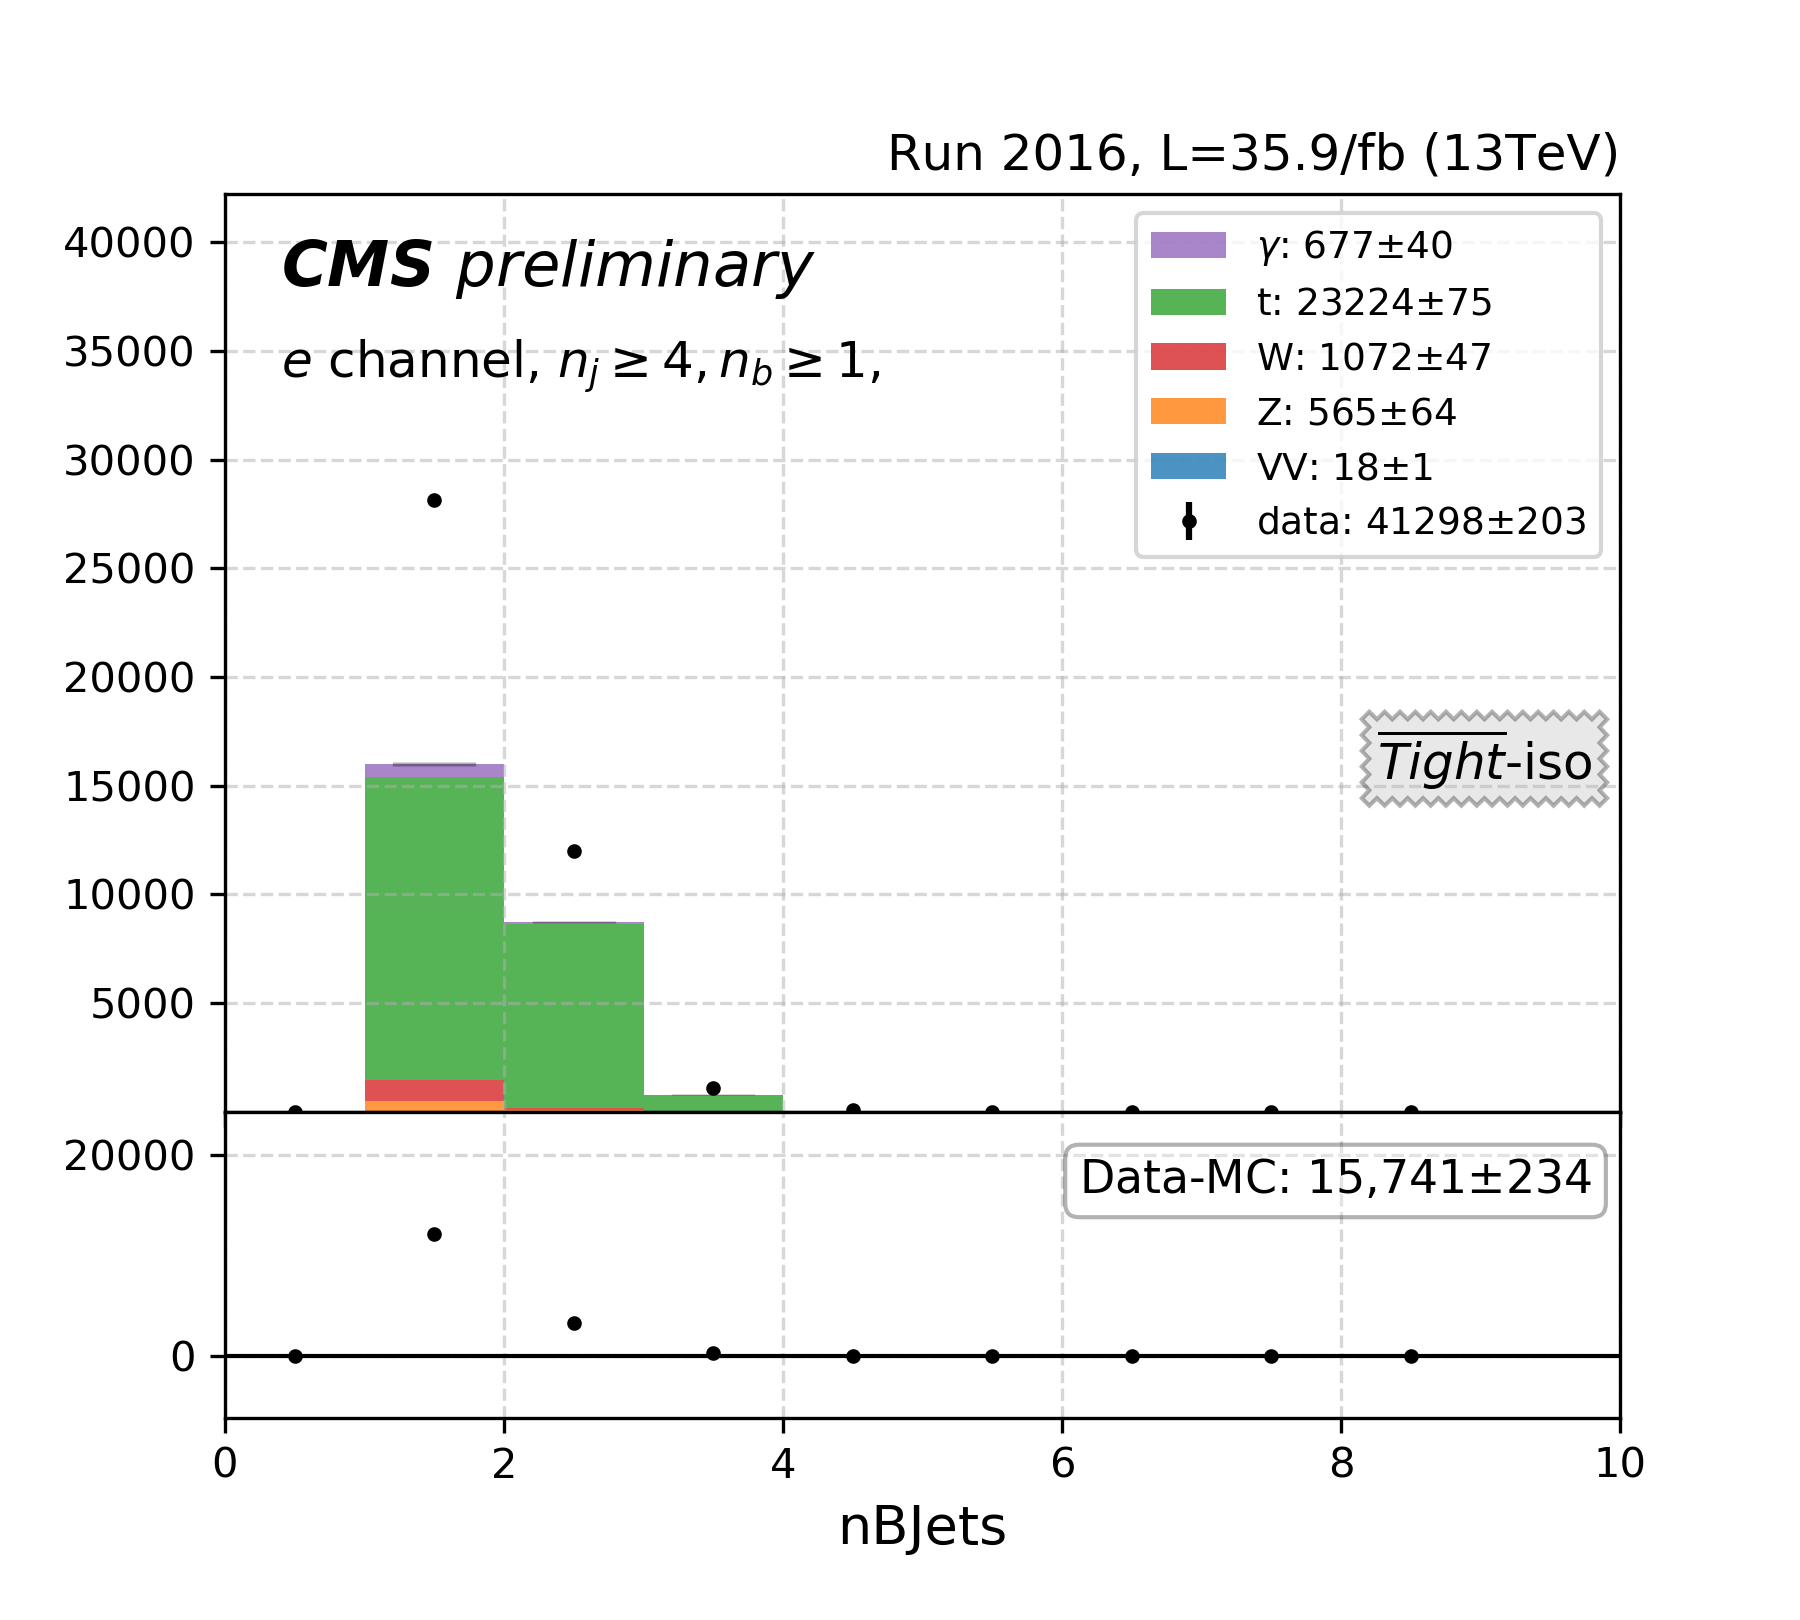 Run 2016, L=35.9/fb (13TeV)
CMS preliminary
e channel, n_j ≥ 4, n_b ≥ 1,
γ: 677±40
t: 23224±75
W: 1072±47
Z: 565±64
VV: 18±1
data: 41298±203
40000
35000
30000
25000
20000
15000
10000
5000
T̅i̅g̅h̅t̅-iso
20000
0
Data-MC: 15,741±234
0 2 4 6 8 10
nBJets